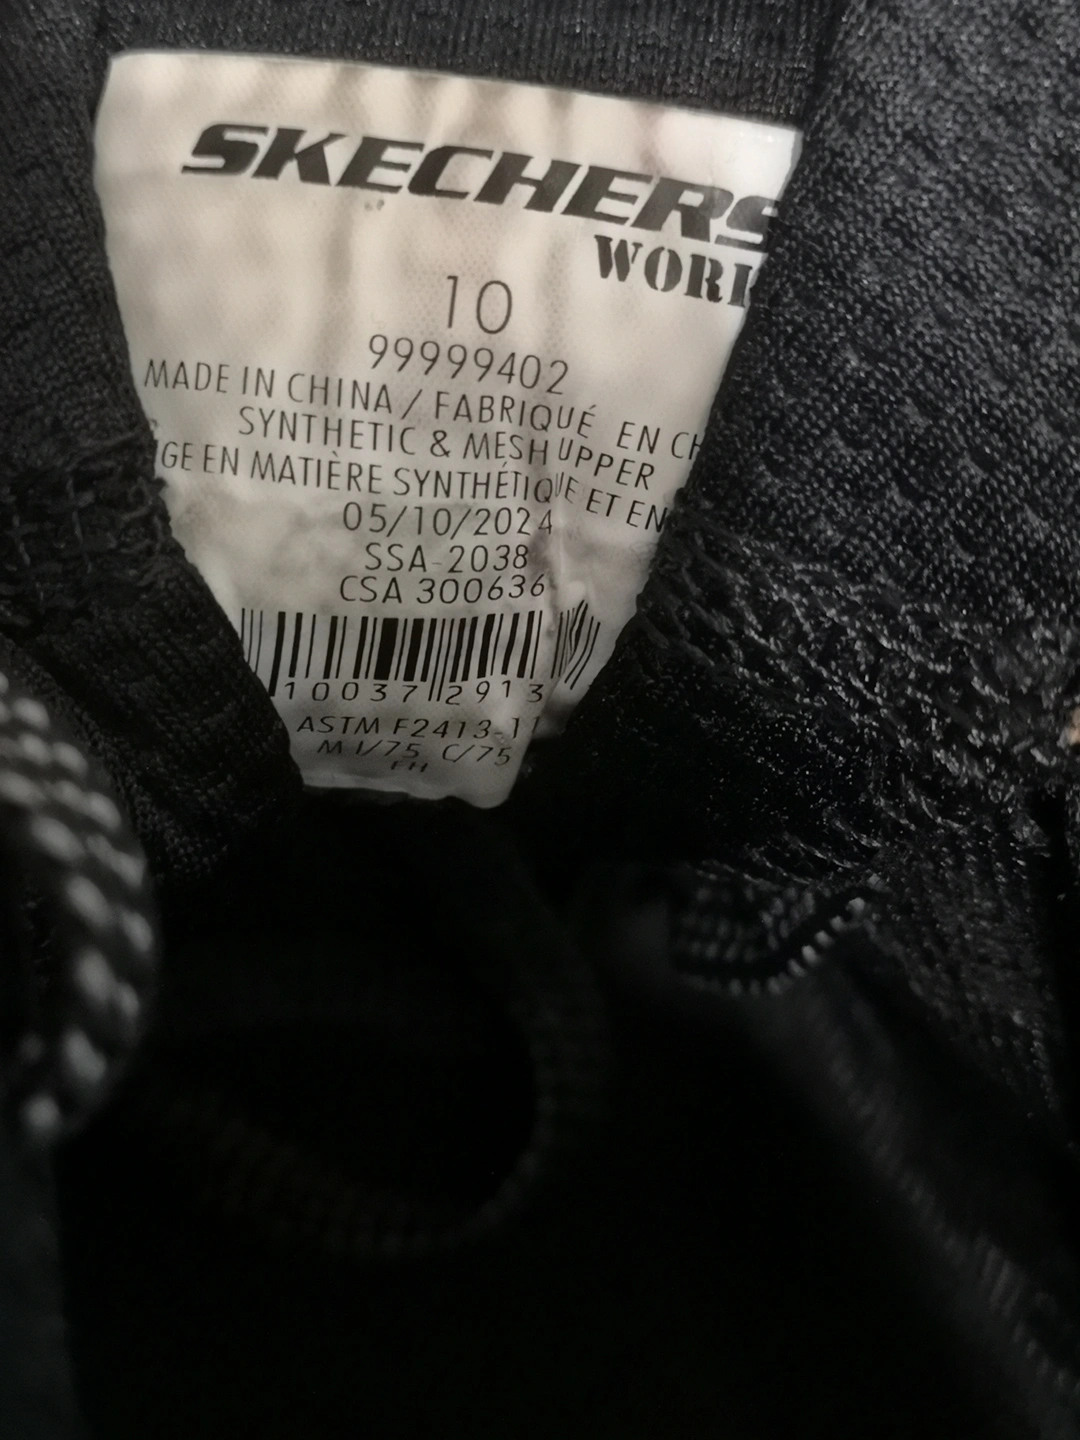 SKECHERS
WORK
10
99999402
MADE IN CHINA / FABRIQUÉ EN CH
SYNTHETIC & MESH UPPER
GE EN MATIÈRE SYNTHÉTIQUE ET EN
05/10/2024
SSA-2038
CSA 300636
10037 2913
ASTM F2413-11
M I/75 C/75
EH